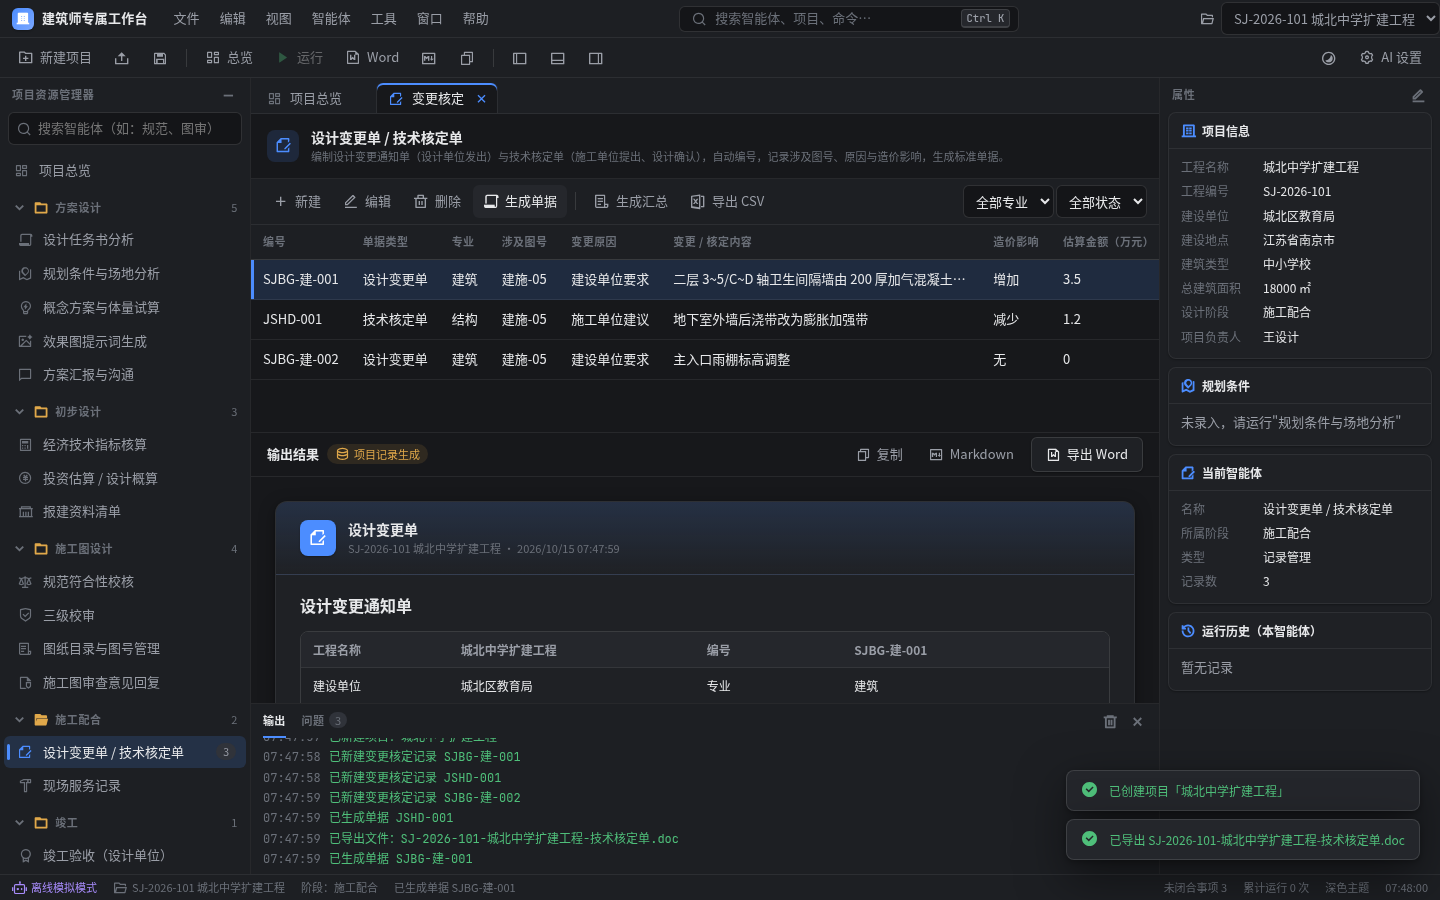 建筑师专属工作台 文件 编辑 视图 智能体 工具 窗口 帮助 搜索智能体、项目、命令… Ctrl K SJ-2026-101 城北中学扩建工程
新建项目 总览 运行 Word AI 设置
项目资源管理器
搜索智能体（如：规范、图审）
项目总览
方案设计 5
设计任务书分析
规划条件与场地分析
概念方案与体量试算
效果图提示词生成
方案汇报与沟通
初步设计 3
经济技术指标核算
投资估算 / 设计概算
报建资料清单
施工图设计 4
规范符合性校核
三级校审
图纸目录与图号管理
施工图审查意见回复
施工配合 2
设计变更单 / 技术核定单 3
现场服务记录
竣工 1
竣工验收（设计单位）
项目总览 变更核定
设计变更单 / 技术核定单
编制设计变更通知单（设计单位发出）与技术核定单（施工单位提出、设计确认），自动编号，记录涉及图号、原因与造价影响，生成标准单据。
新建 编辑 删除 生成单据 生成汇总 导出 CSV 全部专业 全部状态
编号 单据类型 专业 涉及图号 变更原因 变更 / 核定内容 造价影响 估算金额（万元）
SJBG-建-001 设计变更单 建筑 建施-05 建设单位要求 二层 3~5/C~D 轴卫生间隔墙由 200 厚加气混凝土… 增加 3.5
JSHD-001 技术核定单 结构 建施-05 施工单位建议 地下室外墙后浇带改为膨胀加强带 减少 1.2
SJBG-建-002 设计变更单 建筑 建施-05 建设单位要求 主入口雨棚标高调整 无 0
输出结果 项目记录生成 复制 Markdown 导出 Word
设计变更单
SJ-2026-101 城北中学扩建工程 · 2026/10/15 07:47:59
设计变更通知单
工程名称 城北中学扩建工程 编号 SJBG-建-001
建设单位 城北区教育局 专业 建筑
输出 问题 3
07:47:57 已新建项目：城北中学扩建工程
07:47:58 已新建变更核定记录 SJBG-建-001
07:47:58 已新建变更核定记录 JSHD-001
07:47:59 已新建变更核定记录 SJBG-建-002
07:47:59 已生成单据 JSHD-001
07:47:59 已导出文件：SJ-2026-101-城北中学扩建工程-技术核定单.doc
07:47:59 已生成单据 SJBG-建-001
属性
项目信息
工程名称 城北中学扩建工程
工程编号 SJ-2026-101
建设单位 城北区教育局
建设地点 江苏省南京市
建筑类型 中小学校
总建筑面积 18000 ㎡
设计阶段 施工配合
项目负责人 王设计
规划条件
未录入，请运行"规划条件与场地分析"
当前智能体
名称 设计变更单 / 技术核定单
所属阶段 施工配合
类型 记录管理
记录数 3
运行历史（本智能体）
暂无记录
已创建项目「城北中学扩建工程」
已导出 SJ-2026-101-城北中学扩建工程-技术核定单.doc
离线模拟模式 SJ-2026-101 城北中学扩建工程 阶段：施工配合 已生成单据 SJBG-建-001 未闭合事项 3 累计运行 0 次 深色主题 07:48:00